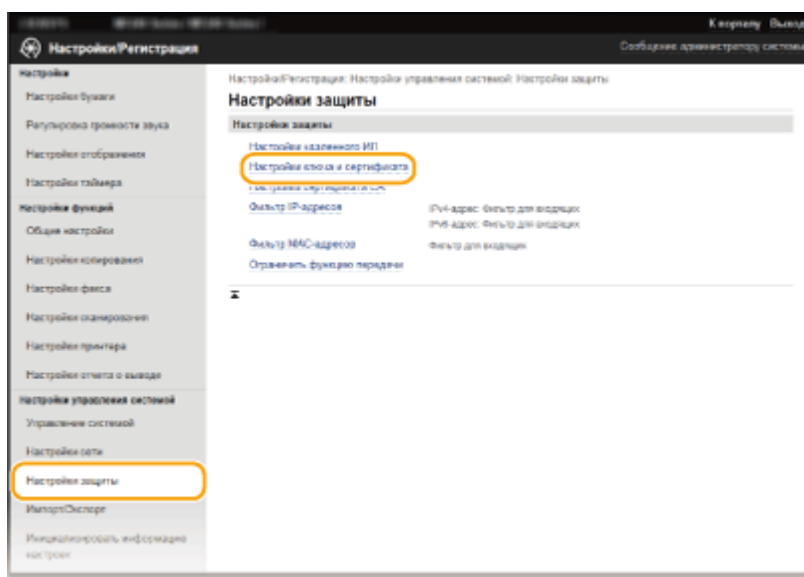 К порталу Выход
Настройки/Регистрация
Сообщение администратору системы
Настройки
Настройки бумаги
Регулировка громкости звука
Настройки отображения
Настройки таймера
Настройки функций
Общие настройки
Настройки копирования
Настройки факса
Настройки сканирования
Настройки принтера
Настройки отчета о выводе
Настройки управления системой
Управление системой
Настройки сети
Настройки защиты
Импорт/Экспорт
Инициализировать информацию
настроек
Настройки/Регистрация: Настройки управления системой: Настройки защиты
Настройки защиты
Настройки защиты
Настройки удаленного ИП
Настройки ключа и сертификата
Настройки сертификата CA
Фильтр IP-адресов
IPv4-адрес: Фильтр для входящих
IPv6-адрес: Фильтр для входящих
Фильтр MAC-адресов
Фильтр для входящих
Ограничить функцию передачи